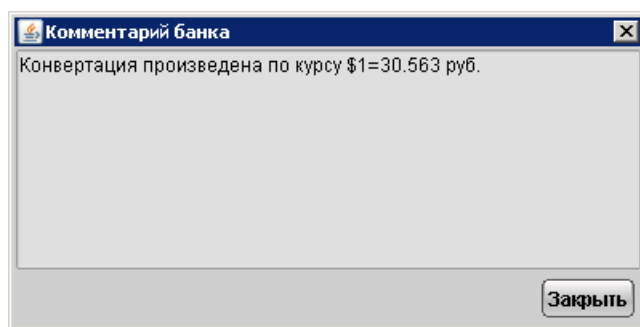 Комментарий банка
Конвертация произведена по курсу $1=30.563 руб.
Закрыть